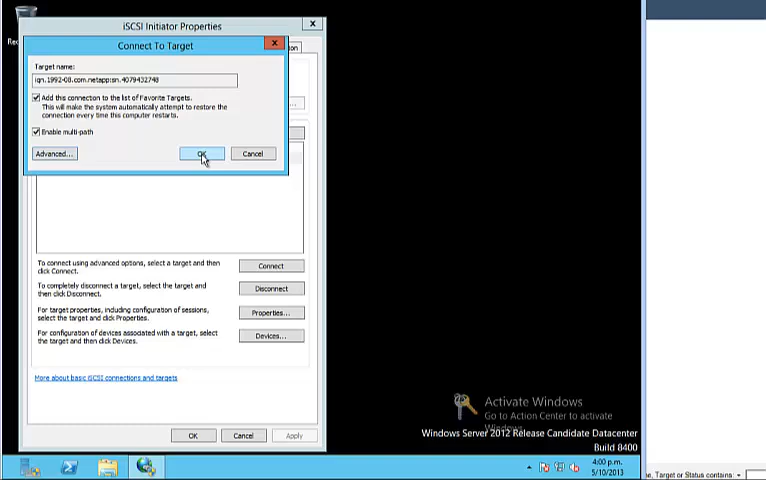 iSCSI Initiator Properties
x
Connect To Target
x
Target name:
iqn.1992-08.com.netapp:sn.4079432748
Add this connection to the list of Favorite Targets.
This will make the system automatically attempt to restore the
connection every time this computer restarts.
Enable multi-path
Advanced...
OK
Cancel
To connect using advanced options, select a target and then
click Connect.
Connect
To completely disconnect a target, select the target and
then click Disconnect.
Disconnect
For target properties, including configuration of sessions,
select the target and click Properties.
Properties...
For configuration of devices associated with a target, select
the target and then click Devices.
Devices...
More about basic iSCSI connections and targets
OK
Cancel
Apply
Activate Windows
Go to Action Center to activate
Windows.
Windows Server 2012 Release Candidate Datacenter
Build 8400
4:00 p.m.
5/10/2013
Target or Status contains: